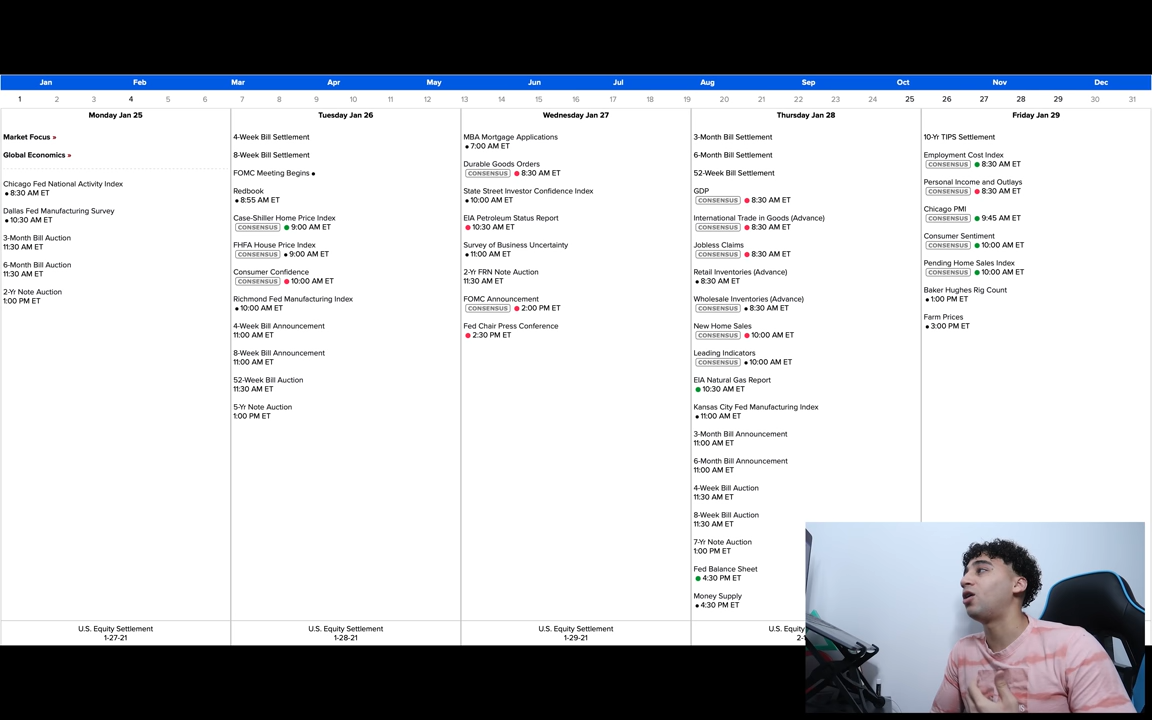 Jan Feb Mar Apr May Jun Jul Aug Sep Oct Nov Dec
1 2 3 4 5 6 7 8 9 10 11 12 13 14 15 16 17 18 19 20 21 22 23 24 25 26 27 28 29 30 31
Monday Jan 25
Market Focus »
Global Economics »
Chicago Fed National Activity Index
8:30 AM ET
Dallas Fed Manufacturing Survey
10:30 AM ET
3-Month Bill Auction
11:30 AM ET
6-Month Bill Auction
11:30 AM ET
2-Yr Note Auction
1:00 PM ET
U.S. Equity Settlement
1-27-21
Tuesday Jan 26
4-Week Bill Settlement
8-Week Bill Settlement
FOMC Meeting Begins
Redbook
8:55 AM ET
Case-Shiller Home Price Index
CONSENSUS 9:00 AM ET
FHFA House Price Index
CONSENSUS 9:00 AM ET
Consumer Confidence
CONSENSUS 10:00 AM ET
Richmond Fed Manufacturing Index
10:00 AM ET
4-Week Bill Announcement
11:00 AM ET
8-Week Bill Announcement
11:00 AM ET
52-Week Bill Auction
11:30 AM ET
5-Yr Note Auction
1:00 PM ET
U.S. Equity Settlement
1-28-21
Wednesday Jan 27
MBA Mortgage Applications
7:00 AM ET
Durable Goods Orders
CONSENSUS 8:30 AM ET
State Street Investor Confidence Index
10:00 AM ET
EIA Petroleum Status Report
10:30 AM ET
Survey of Business Uncertainty
11:00 AM ET
2-Yr FRN Note Auction
11:30 AM ET
FOMC Announcement
CONSENSUS 2:00 PM ET
Fed Chair Press Conference
2:30 PM ET
U.S. Equity Settlement
1-29-21
Thursday Jan 28
3-Month Bill Settlement
6-Month Bill Settlement
52-Week Bill Settlement
GDP
CONSENSUS 8:30 AM ET
International Trade in Goods (Advance)
CONSENSUS 8:30 AM ET
Jobless Claims
CONSENSUS 8:30 AM ET
Retail Inventories (Advance)
8:30 AM ET
Wholesale Inventories (Advance)
CONSENSUS 8:30 AM ET
New Home Sales
CONSENSUS 10:00 AM ET
Leading Indicators
CONSENSUS 10:00 AM ET
EIA Natural Gas Report
10:30 AM ET
Kansas City Fed Manufacturing Index
11:00 AM ET
3-Month Bill Announcement
11:00 AM ET
6-Month Bill Announcement
11:00 AM ET
4-Week Bill Auction
11:30 AM ET
8-Week Bill Auction
11:30 AM ET
7-Yr Note Auction
1:00 PM ET
Fed Balance Sheet
4:30 PM ET
Money Supply
4:30 PM ET
U.S. Equity
Friday Jan 29
10-Yr TIPS Settlement
Employment Cost Index
CONSENSUS 8:30 AM ET
Personal Income and Outlays
CONSENSUS 8:30 AM ET
Chicago PMI
CONSENSUS 9:45 AM ET
Consumer Sentiment
CONSENSUS 10:00 AM ET
Pending Home Sales Index
CONSENSUS 10:00 AM ET
Baker Hughes Rig Count
1:00 PM ET
Farm Prices
3:00 PM ET